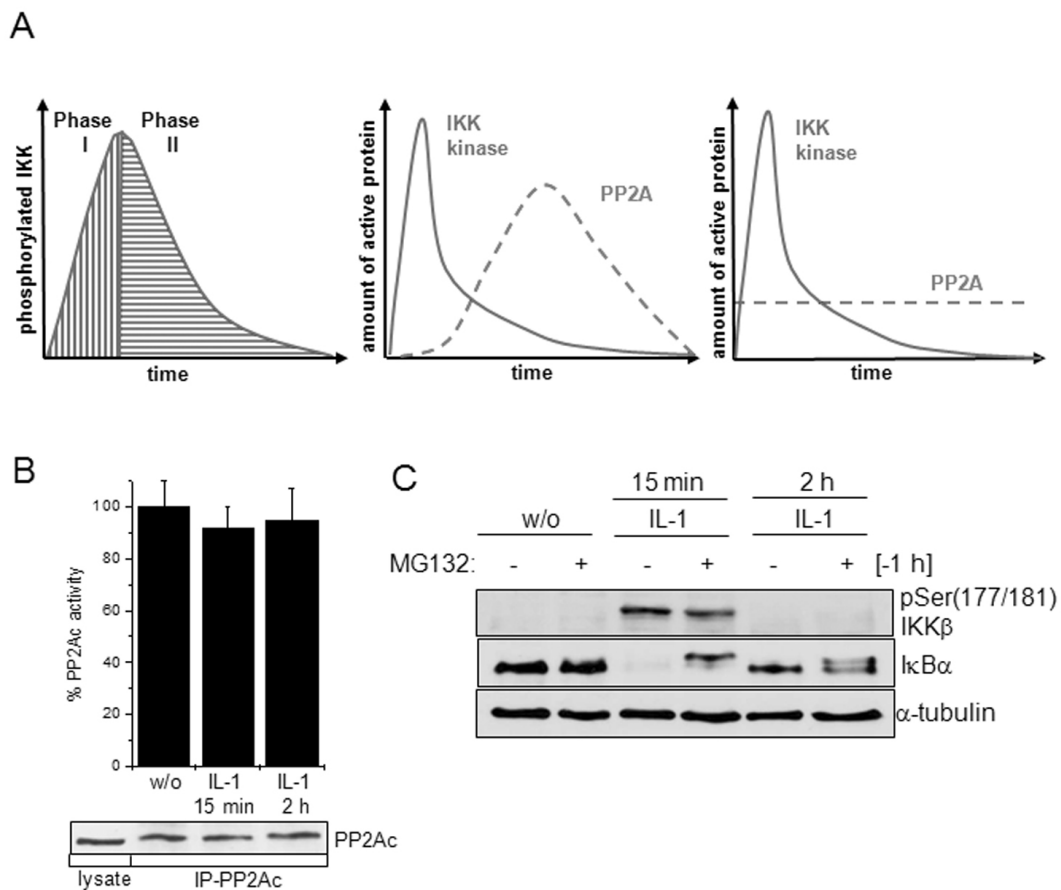 A
Phase
I
Phase
II
phosphorylated IKK
time
IKK
kinase
PP2A
amount of active protein
time
IKK
kinase
PP2A
amount of active protein
time
B
100
80
60
40
20
0
% PP2Ac activity
w/o
IL-1
15 min
IL-1
2 h
PP2Ac
lysate
IP-PP2Ac
C
15 min
2 h
w/o
IL-1
IL-1
MG132: - + - + - + [-1 h]
pSer(177/181)
IKKβ
IκBα
α-tubulin